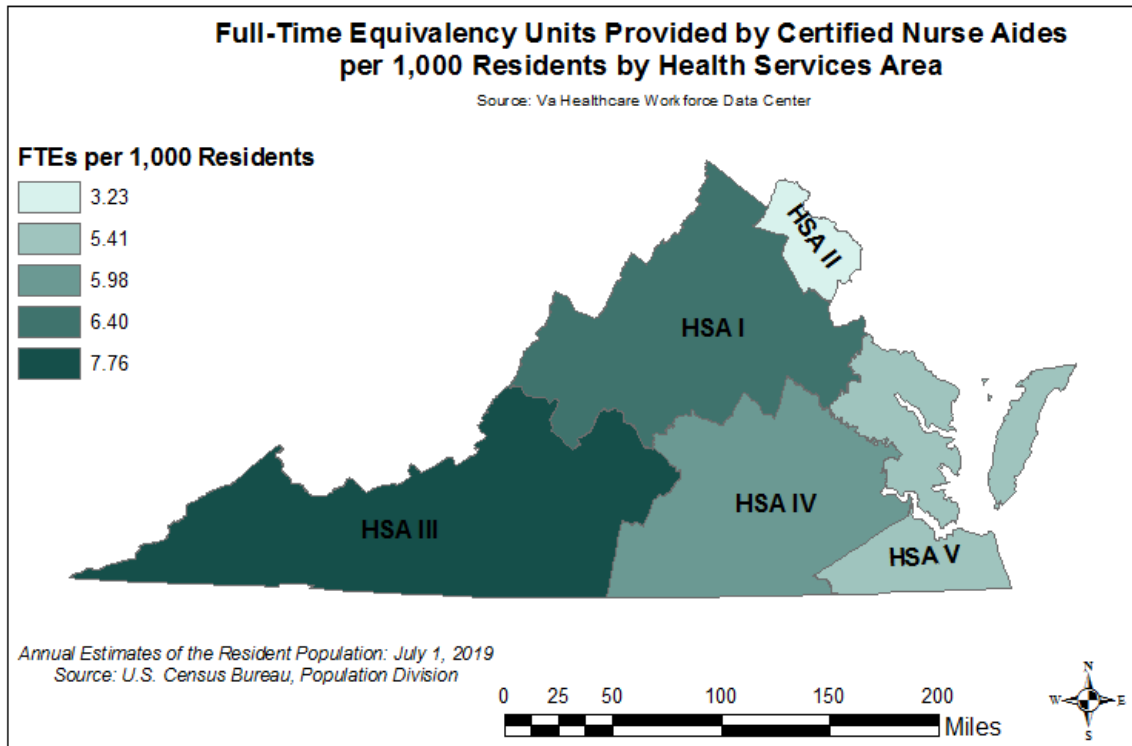 Full-Time Equivalency Units Provided by Certified Nurse Aides
per 1,000 Residents by Health Services Area
Source: Va Healthcare Workforce Data Center
FTEs per 1,000 Residents
3.23
5.41
5.98
6.40
7.76
HSA II
HSA I
HSA IV
HSA III
HSA V
Annual Estimates of the Resident Population: July 1, 2019
Source: U.S. Census Bureau, Population Division
0 25 50 100 150 200
Miles
N
W E
S